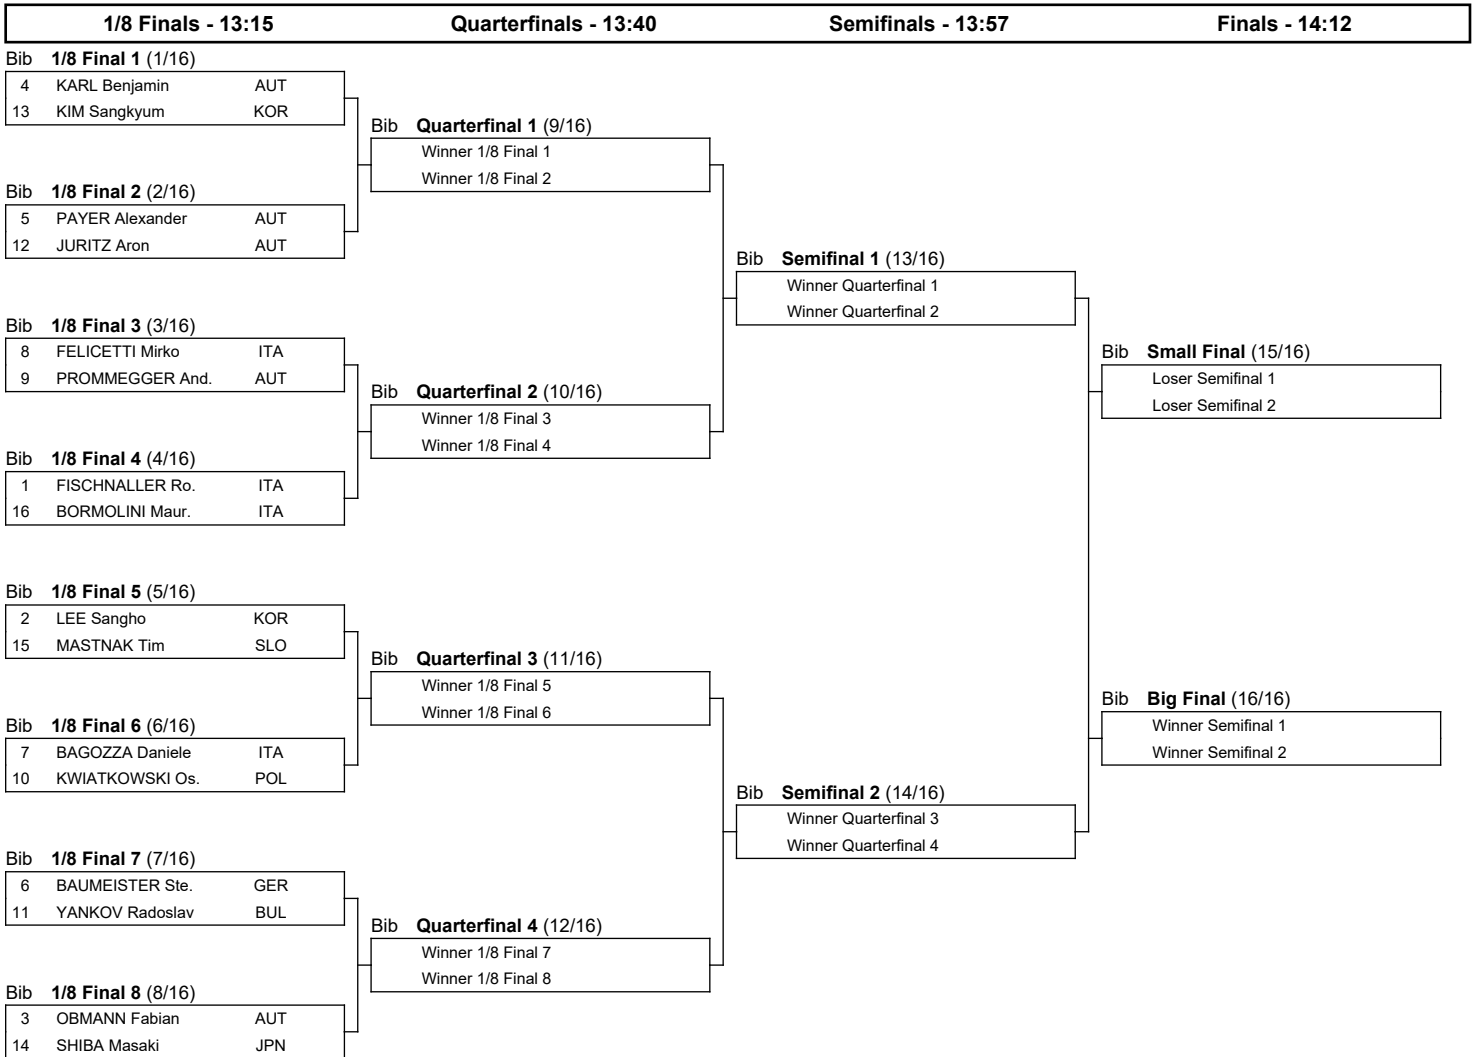 1/8 Finals - 13:15 Quarterfinals - 13:40 Semifinals - 13:57 Finals - 14:12
Bib 1/8 Final 1 (1/16)
4 KARL Benjamin AUT
13 KIM Sangkyum KOR
Bib 1/8 Final 2 (2/16)
5 PAYER Alexander AUT
12 JURITZ Aron AUT
Bib 1/8 Final 3 (3/16)
8 FELICETTI Mirko ITA
9 PROMMEGGER And. AUT
Bib 1/8 Final 4 (4/16)
1 FISCHNALLER Ro. ITA
16 BORMOLINI Maur. ITA
Bib 1/8 Final 5 (5/16)
2 LEE Sangho KOR
15 MASTNAK Tim SLO
Bib 1/8 Final 6 (6/16)
7 BAGOZZA Daniele ITA
10 KWIATKOWSKI Os. POL
Bib 1/8 Final 7 (7/16)
6 BAUMEISTER Ste. GER
11 YANKOV Radoslav BUL
Bib 1/8 Final 8 (8/16)
3 OBMANN Fabian AUT
14 SHIBA Masaki JPN
Bib Quarterfinal 1 (9/16)
Winner 1/8 Final 1
Winner 1/8 Final 2
Bib Quarterfinal 2 (10/16)
Winner 1/8 Final 3
Winner 1/8 Final 4
Bib Quarterfinal 3 (11/16)
Winner 1/8 Final 5
Winner 1/8 Final 6
Bib Quarterfinal 4 (12/16)
Winner 1/8 Final 7
Winner 1/8 Final 8
Bib Semifinal 1 (13/16)
Winner Quarterfinal 1
Winner Quarterfinal 2
Bib Semifinal 2 (14/16)
Winner Quarterfinal 3
Winner Quarterfinal 4
Bib Small Final (15/16)
Loser Semifinal 1
Loser Semifinal 2
Bib Big Final (16/16)
Winner Semifinal 1
Winner Semifinal 2